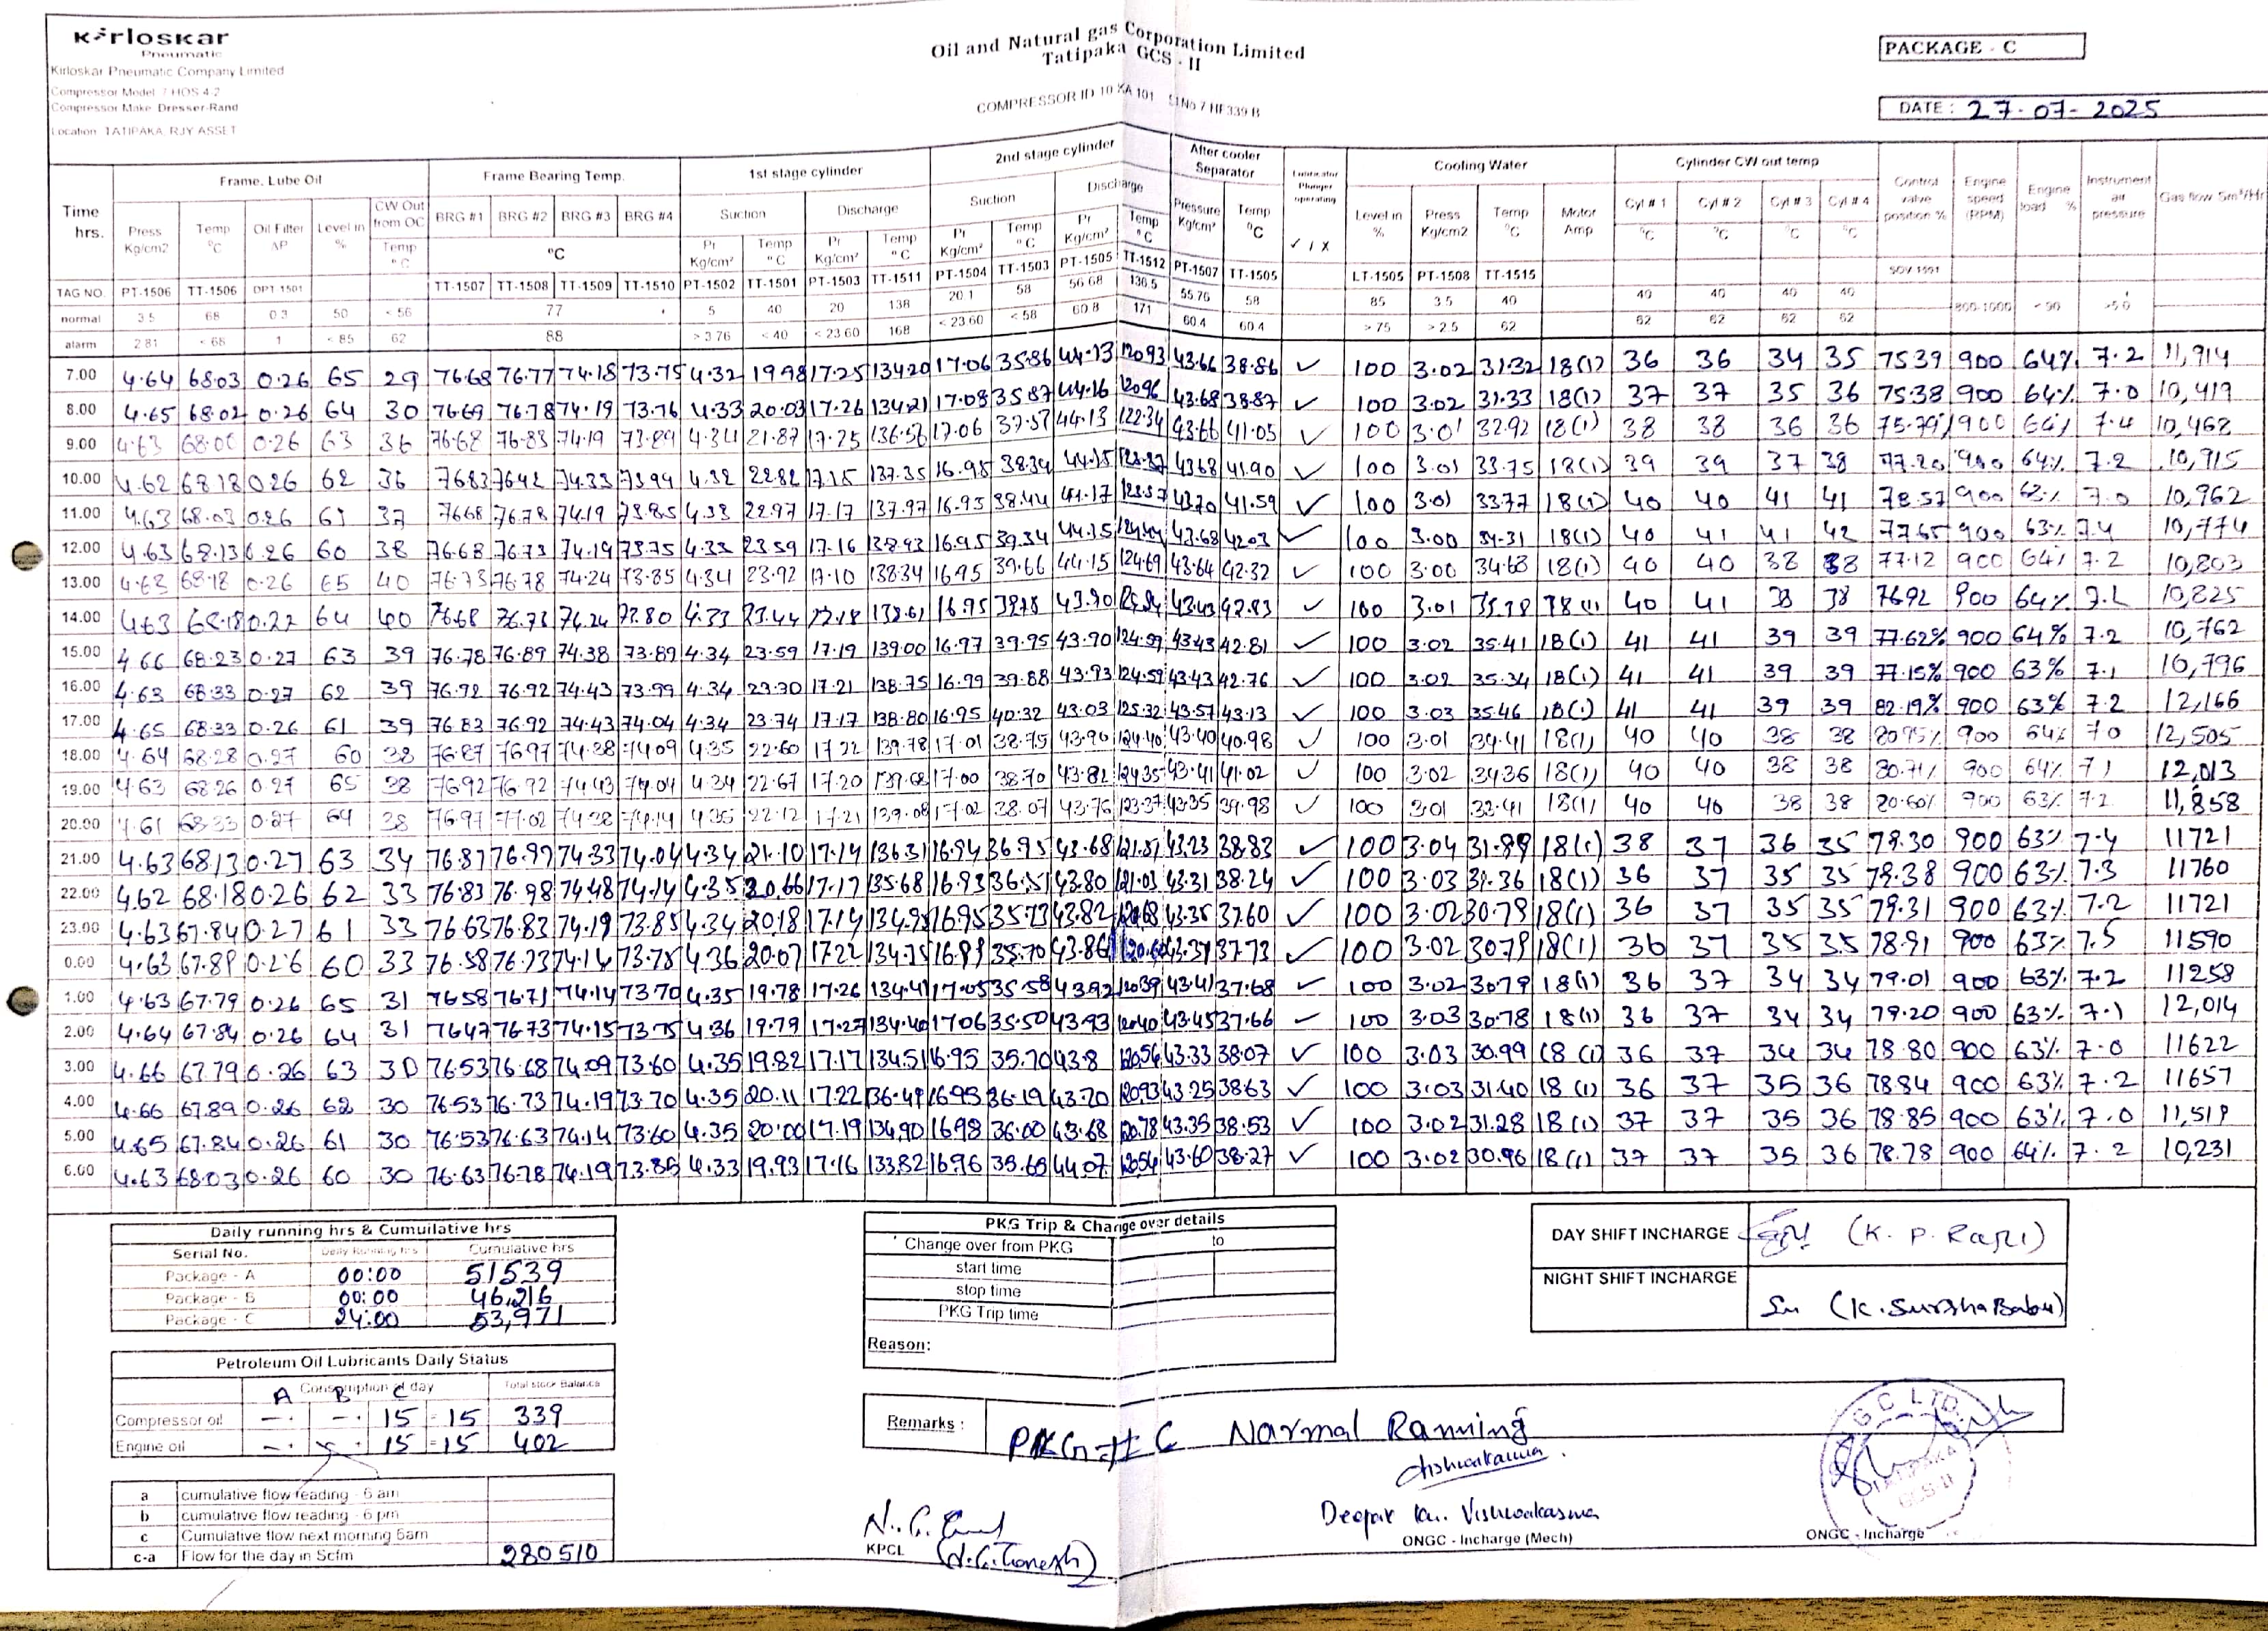 Kirloskar
Pneumatic
Kirloskar Pneumatic Company Limited
Compressor Model 7 HOS 4-2
Compressor Make Dresser-Rand
Location TATIPAKA, RJY ASSET
Oil and Natural gas Corporation Limited
Tatipaka GCS - II
COMPRESSOR ID 10 KA 101 Sl No 7 HF339 B
PACKAGE - C
DATE : 27-07-2025
Time hrs. Frame. Lube Oil Frame Bearing Temp. 1st stage cylinder 2nd stage cylinder After cooler Separator Lubricator Plunger operating Cooling Water Cylinder CW out temp Control valve position % Engine speed (RPM) Engine load % Instrument air pressure Gas flow Sm³/Hr
Press Kg/cm2 Temp °C Oil Filter ΔP Level in % CW Out from OC Temp °C BRG #1 BRG #2 BRG #3 BRG #4 °C Suction Discharge Suction Discharge Pressure Kg/cm² Temp °C ✓ / X Level in % Press Kg/cm2 Temp °C Motor Amp Cyl # 1 Cyl # 2 Cyl # 3 Cyl # 4
Pr Kg/cm² Temp °C Pr Kg/cm² Temp °C Pr Kg/cm² Temp °C Pr Kg/cm² Temp °C °C °C °C °C
TAG NO. PT-1506 TT-1506 DPT 1501 TT-1507 TT-1508 TT-1509 TT-1510 PT-1502 TT-1501 PT-1503 TT-1511 PT-1504 TT-1503 PT-1505 TT-1512 PT-1507 TT-1505 LT-1505 PT-1508 TT-1515 SOV 1551
normal 3.5 68 0.3 50 < 56 77 5 40 20 138 20.1 58 56.68 136.5 55.76 58 85 3.5 40 40 40 40 40 800-1000 < 90 >5.0
alarm 2.81 < 66 1 < 85 62 88 > 3.76 < 40 < 23.60 168 < 23.60 < 58 60.8 171 60.4 60.4 > 75 > 2.5 62 62 62 62 62
7.00 4.64 68.03 0.26 65 29 76.68 76.77 74.18 73.75 4.32 19.98 17.25 134.20 17.06 35.86 44.13 120.93 43.66 38.86 ✓ 100 3.02 31.32 18(1) 36 36 34 35 75.39 900 64% 7.2 11,914
8.00 4.65 68.02 0.26 64 30 76.69 76.78 74.19 73.76 4.33 20.03 17.26 134.21 17.08 35.87 44.16 120.96 43.68 38.87 ✓ 100 3.02 31.33 18(1) 37 37 35 36 75.38 900 64% 7.0 10,419
9.00 4.63 68.06 0.26 63 36 76.68 76.83 74.19 73.89 4.34 21.87 17.25 136.56 17.06 37.57 44.13 122.34 43.66 41.05 ✓ 100 3.01 32.92 18(1) 38 38 36 36 75.79% 900 64% 7.4 10,462
10.00 4.62 68.18 0.26 62 36 76.83 76.42 74.33 73.94 4.32 22.82 17.15 137.35 16.95 38.34 44.15 43.68 41.90 ✓ 100 3.01 33.75 18(1) 39 39 37 38 77.20 900 64% 7.2 10,915
11.00 4.63 68.03 0.26 61 37 76.68 76.78 74.19 73.85 4.33 22.97 17.17 137.97 16.95 38.44 44.17 123.57 43.70 41.59 ✓ 100 3.01 33.77 18(1) 40 40 41 41 78.57 900 62% 7.0 10,962
12.00 4.63 68.13 0.26 60 38 76.68 76.73 74.19 73.75 4.33 23.59 17.16 138.93 16.95 39.34 44.15 124.44 43.68 42.03 ✓ 100 3.00 34.31 18(1) 40 41 41 42 77.65 900 63% 7.4 10,774
13.00 4.63 68.18 0.26 65 40 76.73 76.78 74.24 73.85 4.34 23.92 17.10 138.34 16.95 39.66 44.15 124.69 43.64 42.32 ✓ 100 3.00 34.63 18(1) 40 40 38 38 77.12 900 64% 7.2 10,803
14.00 4.63 68.18 0.27 64 40 76.68 76.73 74.24 73.80 4.33 23.44 17.18 138.61 16.95 39.78 43.90 43.43 42.83 ✓ 100 3.01 35.38 18(1) 40 41 38 38 76.92 900 64% 7.2 10,825
15.00 4.66 68.23 0.27 63 39 76.78 76.89 74.38 73.89 4.34 23.59 17.19 139.00 16.97 39.95 43.90 124.97 43.43 42.81 ✓ 100 3.02 35.41 18(1) 41 41 39 39 77.62% 900 64% 7.2 10,762
16.00 4.63 68.33 0.27 62 39 76.92 76.92 74.43 73.99 4.34 23.30 17.21 138.75 16.99 39.88 43.93 124.59 43.43 42.76 ✓ 100 3.02 35.34 18(1) 41 41 39 39 77.15% 900 63% 7.1 10,796
17.00 4.65 68.33 0.26 61 39 76.83 76.92 74.43 74.04 4.34 23.74 17.17 138.80 16.95 40.32 43.03 125.32 43.57 43.13 ✓ 100 3.03 35.46 18(1) 41 41 39 39 82.19% 900 63% 7.2 12,166
18.00 4.64 68.28 0.27 60 38 76.87 76.97 74.38 74.09 4.35 22.60 17.22 139.78 17.01 38.75 43.90 124.40 43.40 40.98 ✓ 100 3.01 34.41 18(1) 40 40 38 38 80.95% 900 64% 7.0 12,505
19.00 4.63 68.26 0.27 65 38 76.92 76.92 74.43 74.04 4.34 22.67 17.20 139.08 17.00 38.70 43.82 124.35 43.41 41.02 ✓ 100 3.02 34.36 18(1) 40 40 38 38 80.71% 900 64% 7.1 12,013
20.00 4.61 68.33 0.27 64 38 76.97 77.02 74.38 74.14 4.35 22.12 17.21 139.08 17.02 38.07 43.76 123.37 43.35 39.98 ✓ 100 3.01 33.41 18(1) 40 40 38 38 80.60% 900 63% 7.2 11,858
21.00 4.63 68.13 0.27 63 34 76.87 76.97 74.33 74.04 4.34 21.10 17.14 136.31 16.94 36.95 43.68 121.57 43.23 38.83 ✓ 100 3.04 31.89 18(1) 38 37 36 35 79.30 900 63% 7.4 11721
22.00 4.62 68.18 0.26 62 33 76.83 76.98 74.48 74.14 4.35 20.66 17.17 135.68 16.93 36.51 43.80 121.03 43.31 38.24 ✓ 100 3.03 31.36 18(1) 36 37 35 35 79.38 900 63% 7.3 11760
23.00 4.63 67.84 0.27 61 33 76.63 76.83 74.19 73.85 4.34 20.18 17.14 134.95 16.95 35.73 43.82 120.68 43.35 37.60 ✓ 100 3.02 30.79 18(1) 36 37 35 35 79.31 900 63% 7.2 11721
0.00 4.63 67.89 0.26 60 33 76.58 76.73 74.14 73.75 4.36 20.07 17.22 134.75 16.99 35.70 43.86 120.60 43.39 37.73 ✓ 100 3.02 30.79 18(1) 36 37 35 35 78.91 900 63% 7.5 11590
1.00 4.63 67.79 0.26 65 31 76.58 76.71 74.14 73.70 4.35 19.78 17.26 134.41 17.05 35.58 43.92 120.39 43.41 37.68 ✓ 100 3.02 30.79 18(1) 36 37 34 34 79.01 900 63% 7.2 11258
2.00 4.64 67.84 0.26 64 31 76.47 76.73 74.15 73.75 4.36 19.79 17.27 134.40 17.06 35.50 43.93 120.40 43.45 37.66 ✓ 100 3.03 30.78 18(1) 36 37 34 34 79.20 900 63% 7.1 12,014
3.00 4.66 67.79 0.26 63 30 76.53 76.68 74.09 73.60 4.35 19.82 17.17 134.51 16.95 35.70 43.8 120.56 43.33 38.07 ✓ 100 3.03 30.99 18(1) 36 37 34 34 78.80 900 63% 7.0 11622
4.00 4.66 67.89 0.26 62 30 76.53 76.73 74.19 73.70 4.35 20.11 17.22 136.49 16.95 36.19 43.70 120.93 43.25 38.63 ✓ 100 3.03 31.40 18(1) 36 37 35 36 78.84 900 63% 7.2 11657
5.00 4.65 67.84 0.26 61 30 76.53 76.63 74.14 73.60 4.35 20.00 17.19 134.90 16.98 36.00 43.68 120.78 43.35 38.53 ✓ 100 3.02 31.28 18(1) 37 37 35 36 78.85 900 63% 7.0 11,519
6.00 4.63 68.03 0.26 60 30 76.63 76.78 74.19 73.85 4.33 19.93 17.16 133.82 16.96 35.65 44.07 120.54 43.60 38.27 ✓ 100 3.02 30.96 18(1) 37 37 35 36 78.78 900 64% 7.2 10,231
Daily running hrs & Cumuilative hrs
Serial No. Daily Running hrs Cumulative hrs
Package - A 00:00 51539
Package - B 00:00 46,216
Package - C 24:00 53,971
Petroleum Oil Lubricants Daily Status
Consumption of day Total stock Balance
A B C
Compressor oil — — 15 = 15 339
Engine oil — — 15 = 15 402
a cumulative flow reading - 6 am
b cumulative flow reading - 6 pm
c Cumulative flow next morning 6am
c-a Flow for the day in Scfm 280510
PKG Trip & Change over details
Change over from PKG to
start time
stop time
PKG Trip time
Reason:
DAY SHIFT INCHARGE (K. P. Raju)
NIGHT SHIFT INCHARGE (K. Suresh Babu)
Remarks : PKG-# C Normal Running
KPCL
Deepak Kr. Vishwakarma
ONGC - Incharge (Mech)
GC LTD.
TATIPAKA
GCS-II
ONGC - Incharge